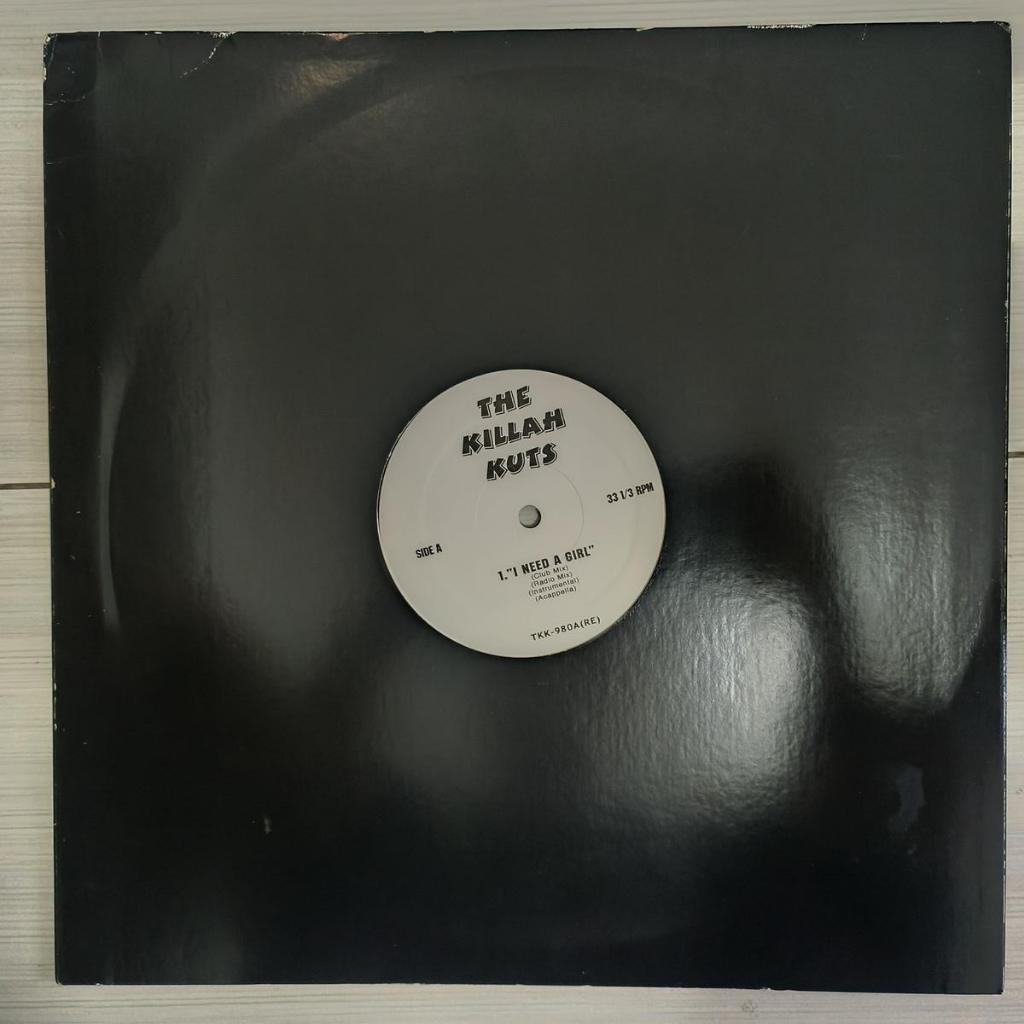 THE
KILLAH
KUTS
33 1/3 RPM
SIDE A
1."I NEED A GIRL"
(Club Mix)
(Radio Mix)
(Instrumental)
(Acappella)
TKK-980A(RE)